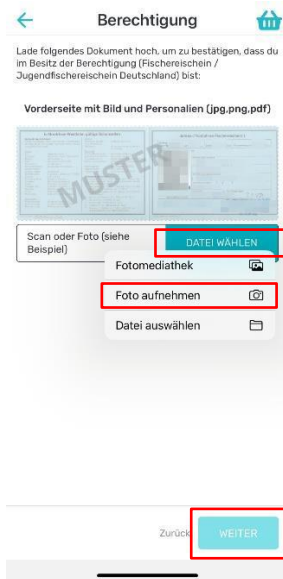 Berechtigung
Lade folgendes Dokument hoch, um zu bestätigen, dass du
im Besitz der Berechtigung (Fischereischein /
Jugendfischereischein Deutschland) bist:
Vorderseite mit Bild und Personalien (jpg.png.pdf)
MUSTER
Scan oder Foto (siehe
Beispiel)
DATEI WÄHLEN
Fotomediathek
Foto aufnehmen
Datei auswählen
Zurück
WEITER